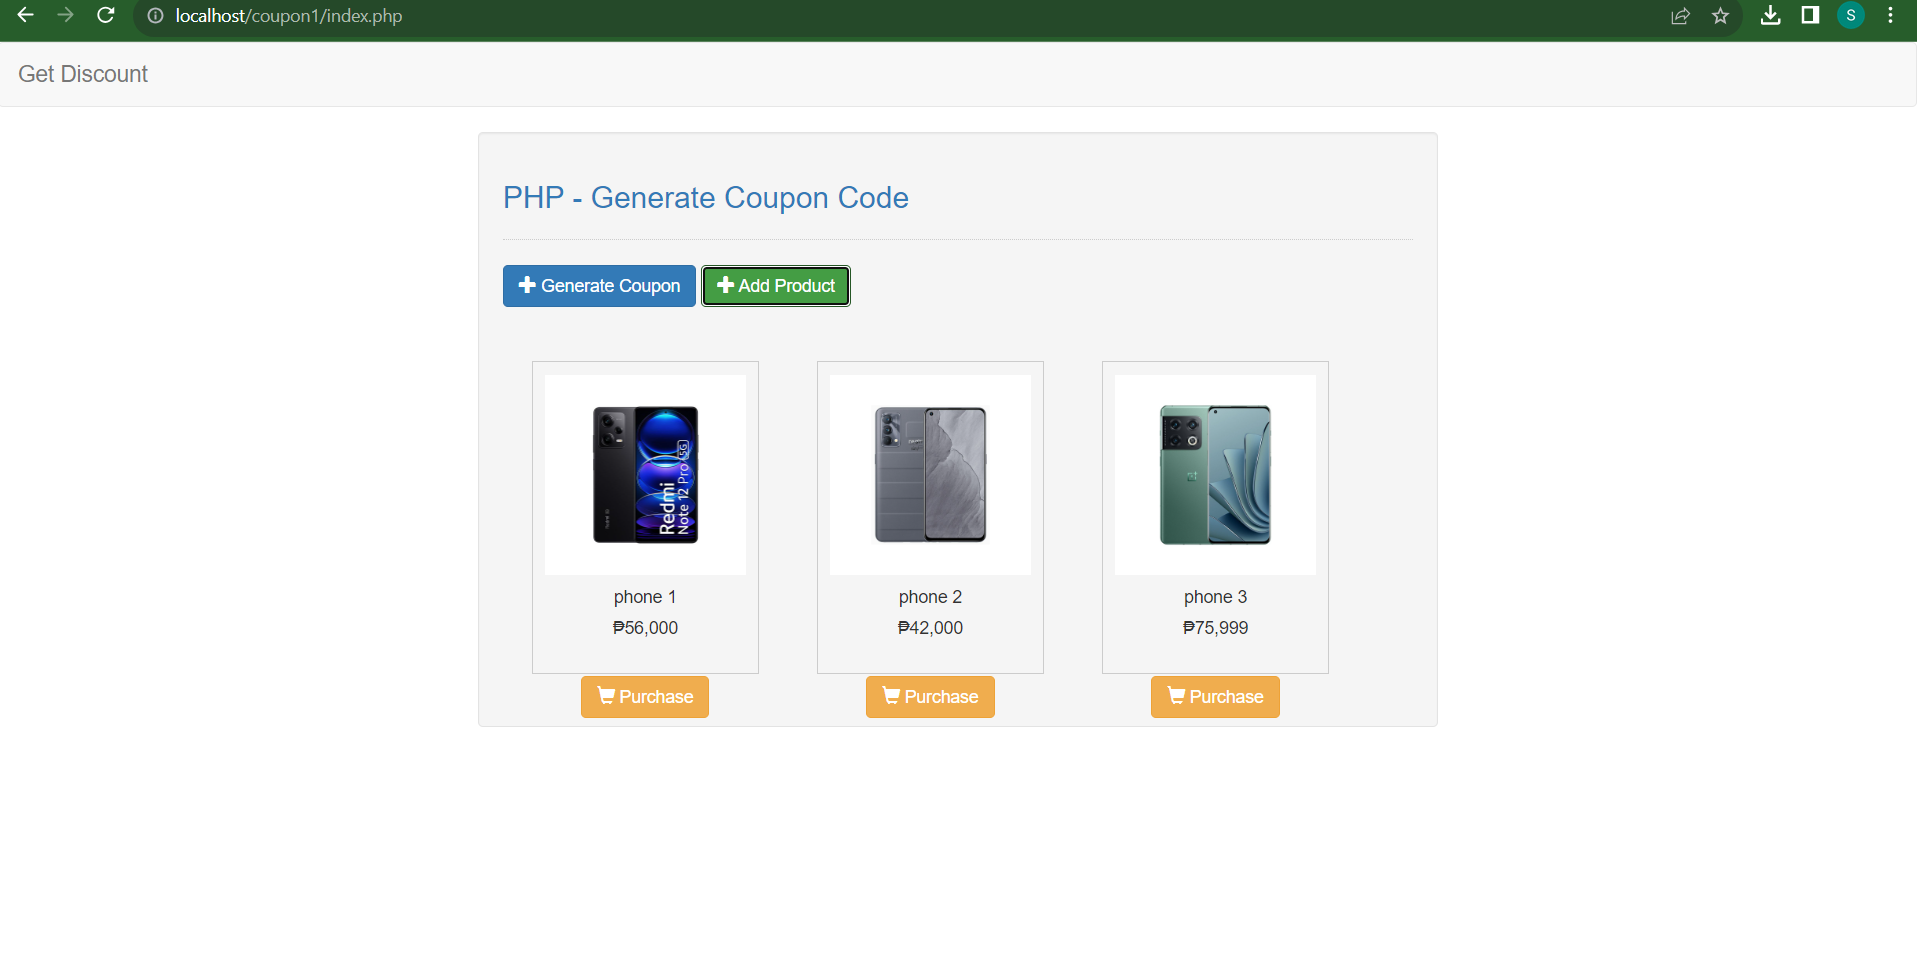 localhost/coupon1/index.php
S
Get Discount
PHP - Generate Coupon Code
Generate Coupon
Add Product
Redmi
Note 12 Pro 5G
phone 1
phone 2
phone 3
₱56,000
₱42,000
₱75,999
Purchase
Purchase
Purchase